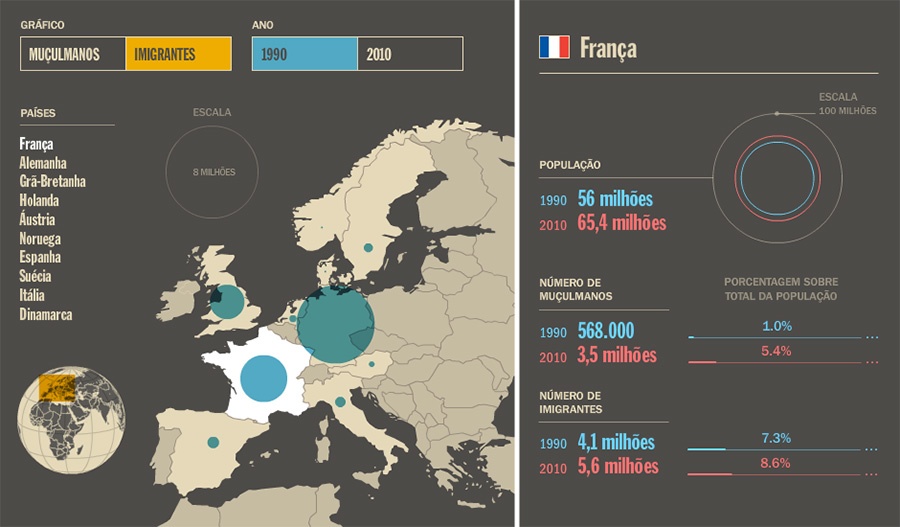 GRÁFICO
MUÇULMANOS
IMIGRANTES
ANO
1990
2010
PAÍSES
França
Alemanha
Grã-Bretanha
Holanda
Áustria
Noruega
Espanha
Suécia
Itália
Dinamarca
ESCALA
8 MILHÕES
França
ESCALA
100 MILHÕES
POPULAÇÃO
1990 56 milhões
2010 65,4 milhões
NÚMERO DE
MUÇULMANOS
PORCENTAGEM SOBRE
TOTAL DA POPULAÇÃO
1990 568.000 1.0%
2010 3,5 milhões 5.4%
NÚMERO DE
IMIGRANTES
1990 4,1 milhões 7.3%
2010 5,6 milhões 8.6%